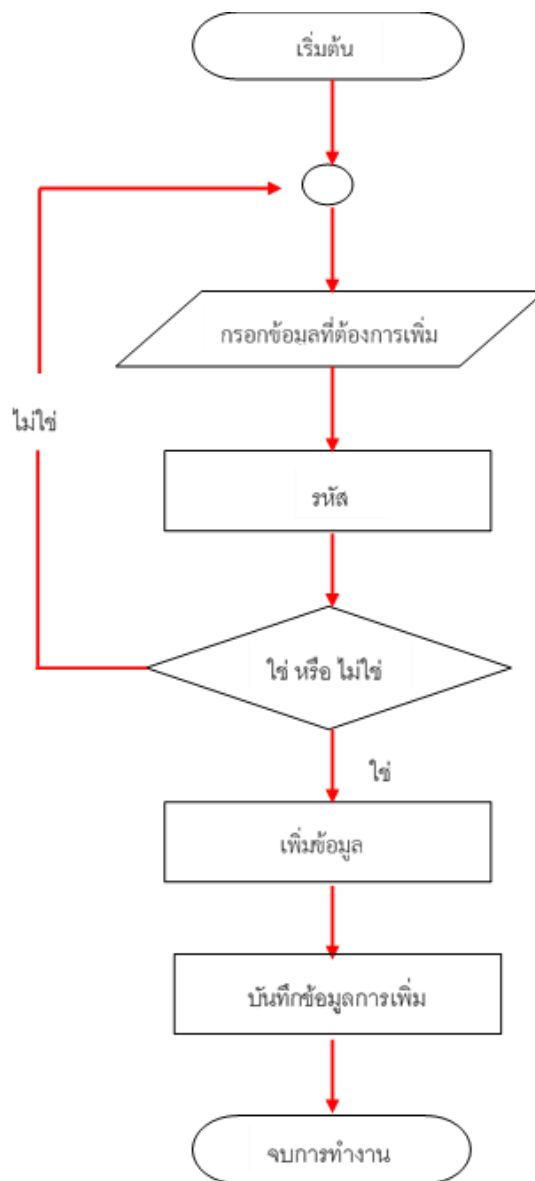 เริ่มต้น
กรอกข้อมูลที่ต้องการเพิ่ม
ไม่ใช่
รหัส
ใช่ หรือ ไม่ใช่
ใช่
เพิ่มข้อมูล
บันทึกข้อมูลการเพิ่ม
จบการทำงาน